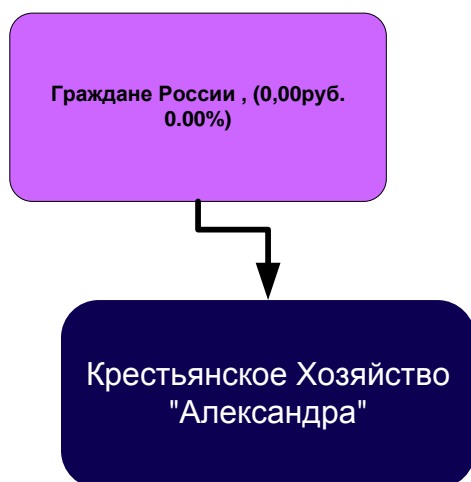 Граждане России , (0,00руб.
0.00%)
Крестьянское Хозяйство
"Александра"